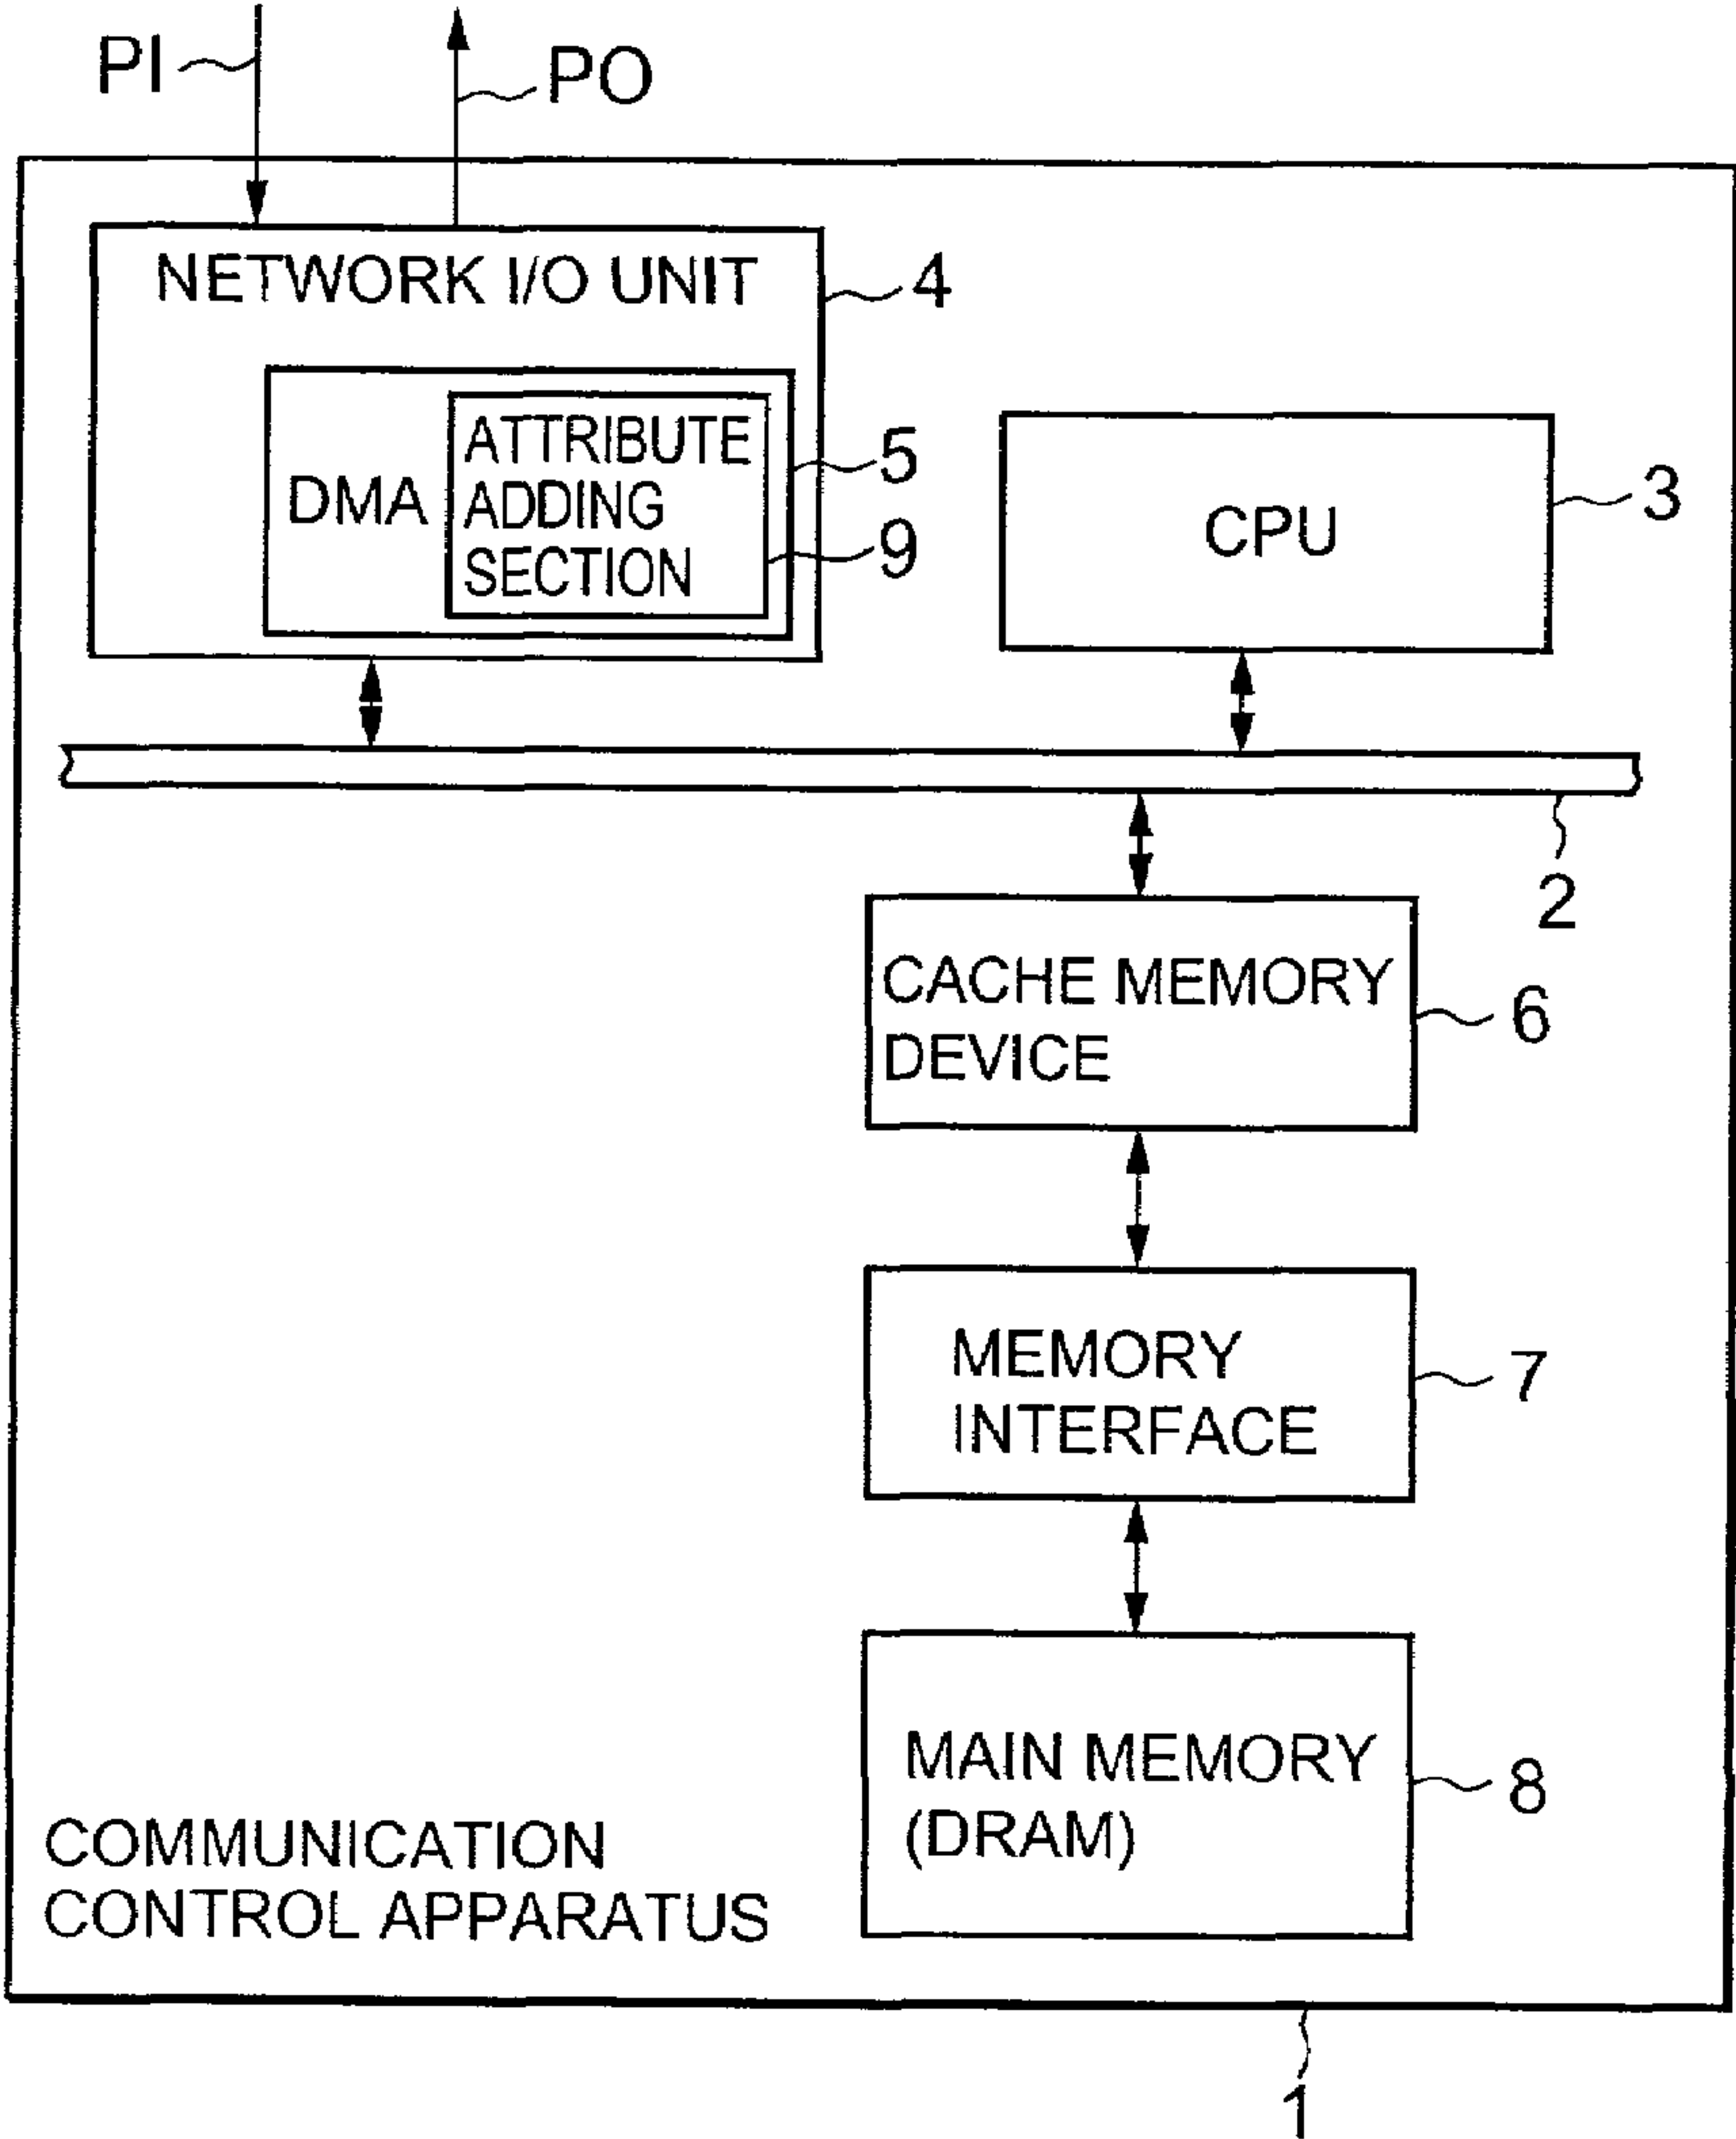 PI
PO
NETWORK I/O UNIT
4
DMA
ATTRIBUTE
ADDING
SECTION
5
9
CPU
3
2
CACHE MEMORY
DEVICE
6
MEMORY
INTERFACE
7
MAIN MEMORY
(DRAM)
8
COMMUNICATION
CONTROL APPARATUS
1